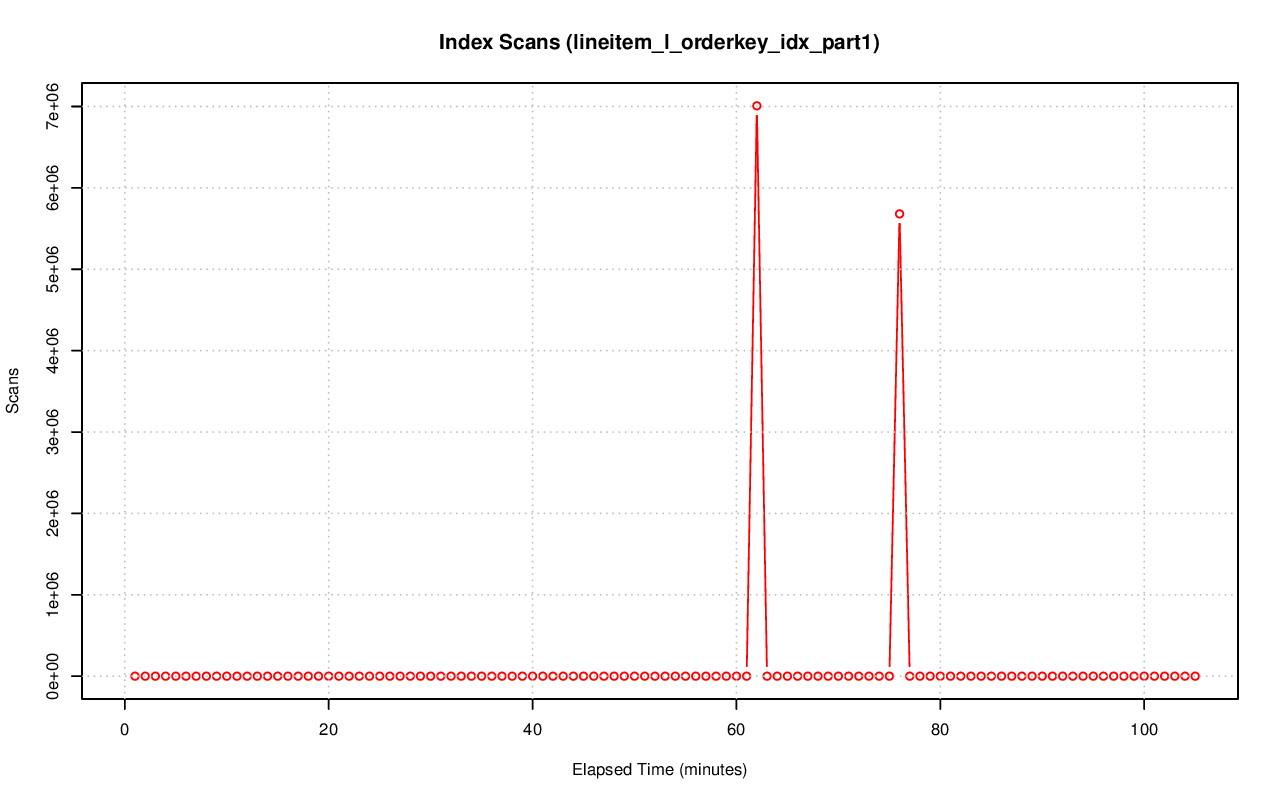 Index Scans (lineitem_l_orderkey_idx_part1)
7e+06
6e+06
5e+06
4e+06
3e+06
2e+06
1e+06
0e+00
Scans
0 20 40 60 80 100
Elapsed Time (minutes)